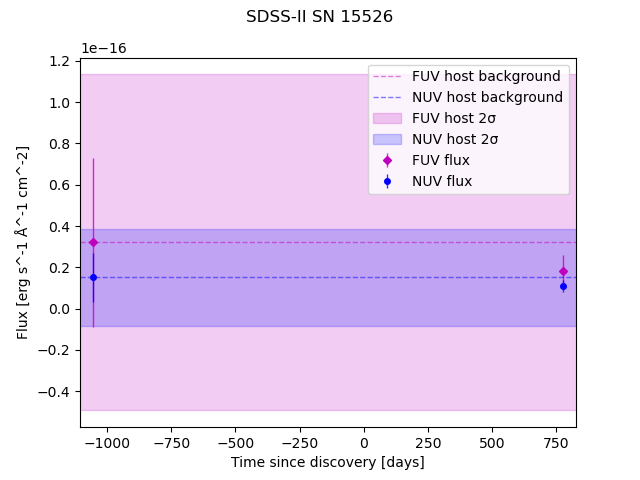 SDSS-II SN 15526
1e−16
FUV host background
NUV host background
FUV host 2σ
NUV host 2σ
FUV flux
NUV flux
1.2
1.0
0.8
0.6
0.4
0.2
0.0
−0.2
−0.4
Flux [erg s^-1 Å^-1 cm^-2]
−1000 −750 −500 −250 0 250 500 750
Time since discovery [days]